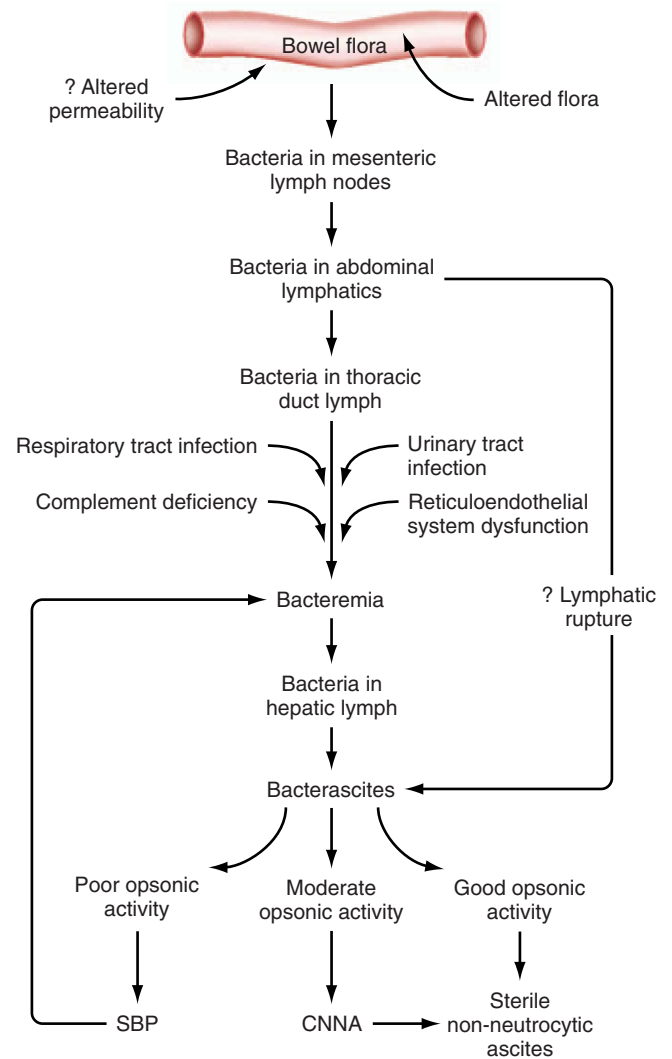 Bowel flora
? Altered
permeability
Altered flora
Bacteria in mesenteric
lymph nodes
Bacteria in abdominal
lymphatics
Bacteria in thoracic
duct lymph
Respiratory tract infection
Urinary tract
infection
Complement deficiency
Reticuloendothelial
system dysfunction
Bacteremia
? Lymphatic
rupture
Bacteria in
hepatic lymph
Bacterascites
Poor opsonic
activity
Moderate
opsonic activity
Good opsonic
activity
SBP
CNNA
Sterile
non-neutrocytic
ascites